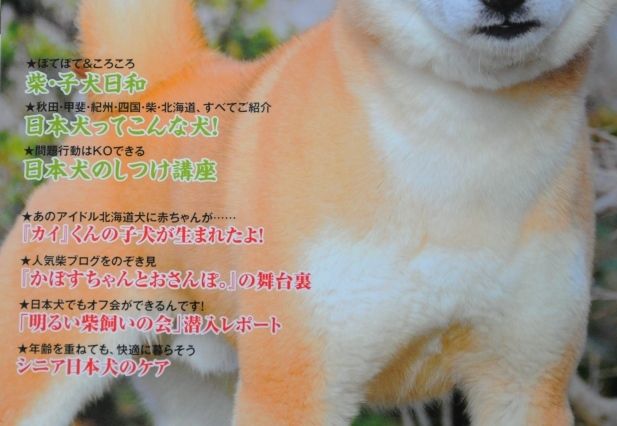 ★ぽてぽて&ころころ
柴・子犬日和
★秋田・甲斐・紀州・四国・柴・北海道、すべてご紹介
日本犬ってこんな犬!
★問題行動はKOできる
日本犬のしつけ講座
★あのアイドル北海道犬に赤ちゃんが……
『カイ』くんの子犬が生まれたよ!
★人気柴ブログをのぞき見
『かぼすちゃんとおさんぽ。』の舞台裏
★日本犬でもオフ会ができるんです!
「明るい柴飼いの会」潜入レポート
★年齢を重ねても、快適に暮らそう
シニア日本犬のケア